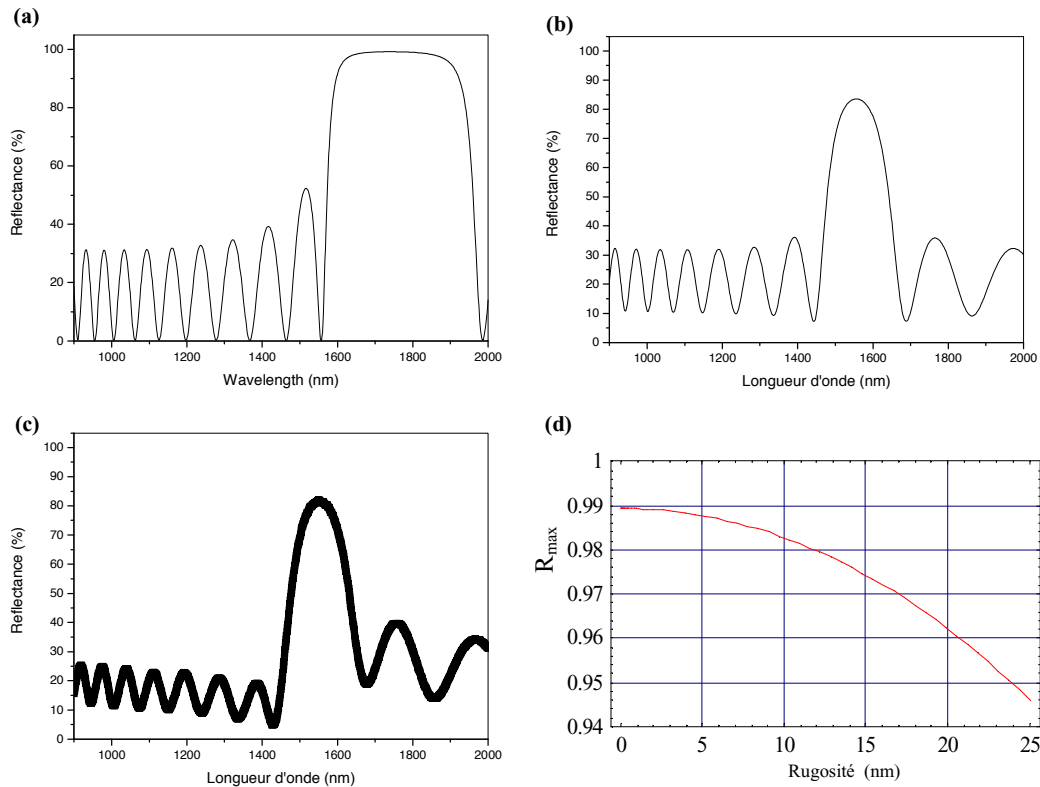 (a)
100
80
60
40
20
0
Reflectance (%)
1000 1200 1400 1600 1800 2000
Wavelength (nm)
(b)
100
90
80
70
60
50
40
30
20
10
0
Reflectance (%)
1000 1200 1400 1600 1800 2000
Longueur d'onde (nm)
(c)
100
90
80
70
60
50
40
30
20
10
0
Reflectance (%)
1000 1200 1400 1600 1800 2000
Longueur d'onde (nm)
(d)
1
0.99
0.98
0.97
0.96
0.95
0.94
Rmax
0 5 10 15 20 25
Rugosité (nm)